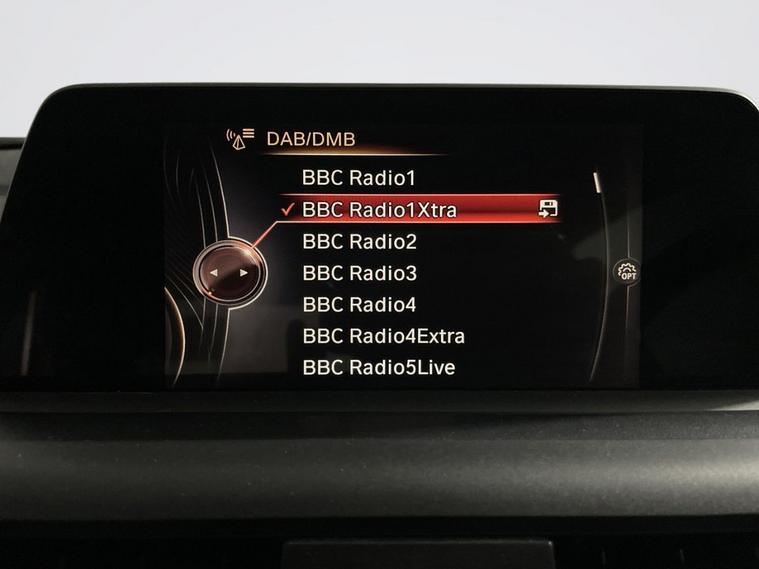 DAB/DMB
BBC Radio1
BBC Radio1Xtra
BBC Radio2
BBC Radio3
OPT
BBC Radio4
BBC Radio4Extra
BBC Radio5Live